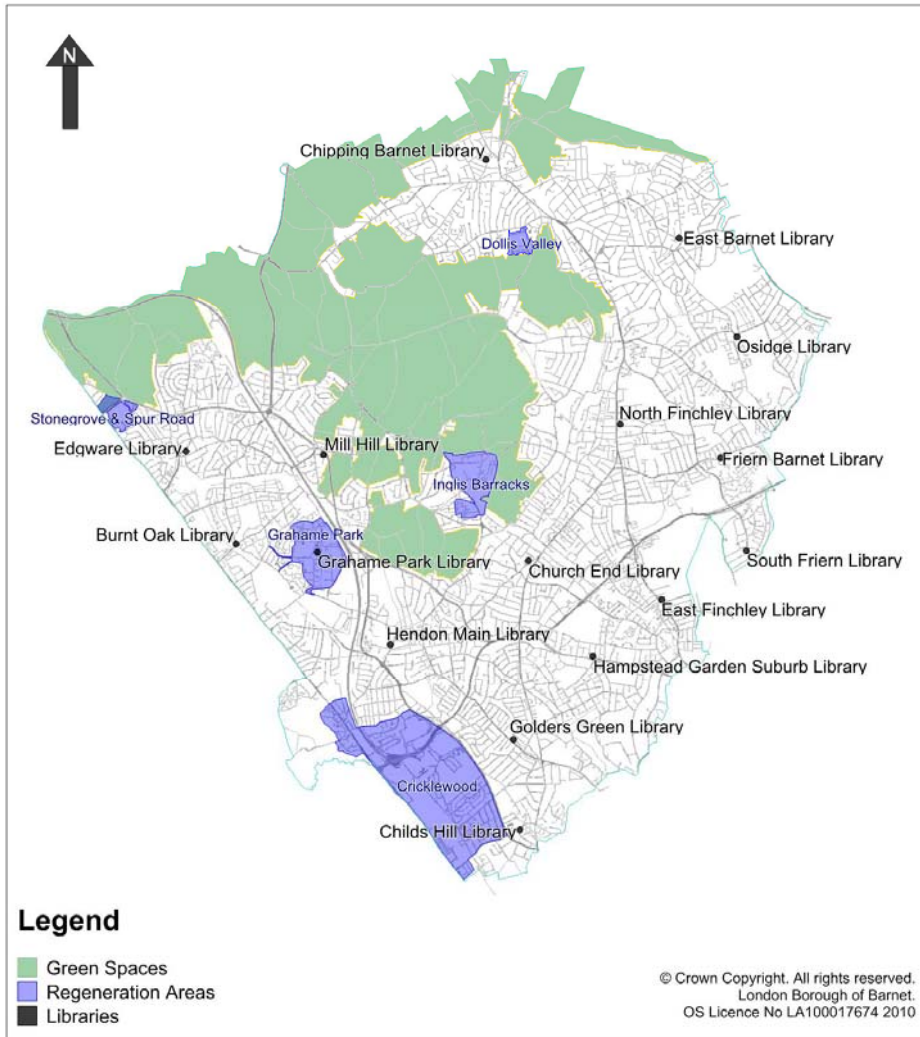 N
Chipping Barnet Library
Dollis Valley
East Barnet Library
Osidge Library
Stonegrove & Spur Road
North Finchley Library
Edgware Library
Mill Hill Library
Friern Barnet Library
Inglis Barracks
Burnt Oak Library
Grahame Park
Grahame Park Library
South Friern Library
Church End Library
East Finchley Library
Hendon Main Library
Hampstead Garden Suburb Library
Golders Green Library
Cricklewood
Childs Hill Library
Legend
Green Spaces
Regeneration Areas
Libraries
© Crown Copyright. All rights reserved.
London Borough of Barnet.
OS Licence No LA100017674 2010